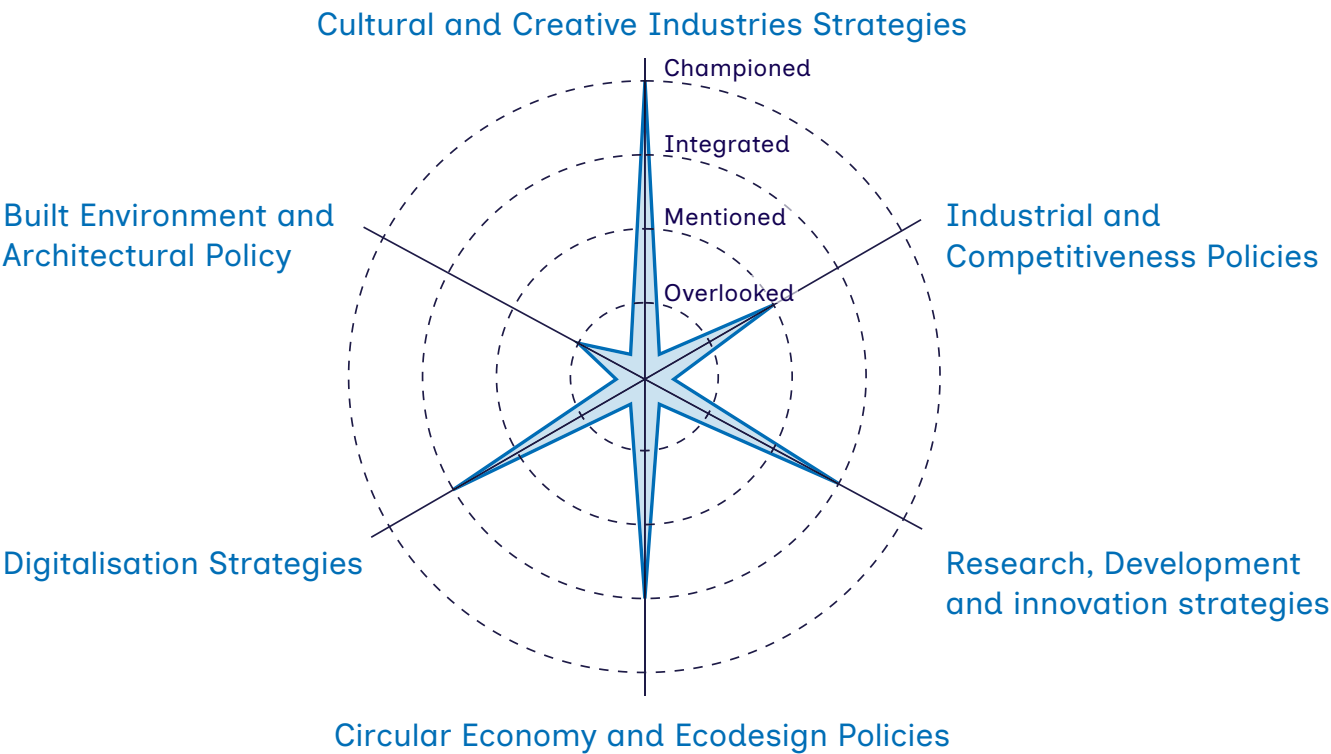 Cultural and Creative Industries Strategies
Championed
Integrated
Mentioned
Overlooked
Built Environment and
Architectural Policy
Industrial and
Competitiveness Policies
Digitalisation Strategies
Research, Development
and innovation strategies
Circular Economy and Ecodesign Policies